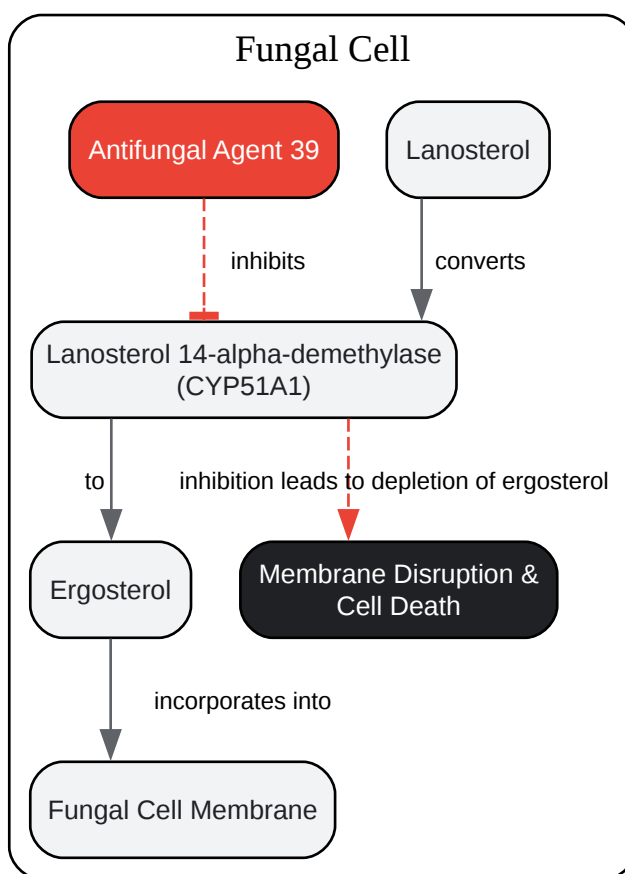 Fungal Cell
Antifungal Agent 39
Lanosterol
inhibits
converts
Lanosterol 14-alpha-demethylase
(CYP51A1)
to
inhibition leads to depletion of ergosterol
Ergosterol
Membrane Disruption &
Cell Death
incorporates into
Fungal Cell Membrane